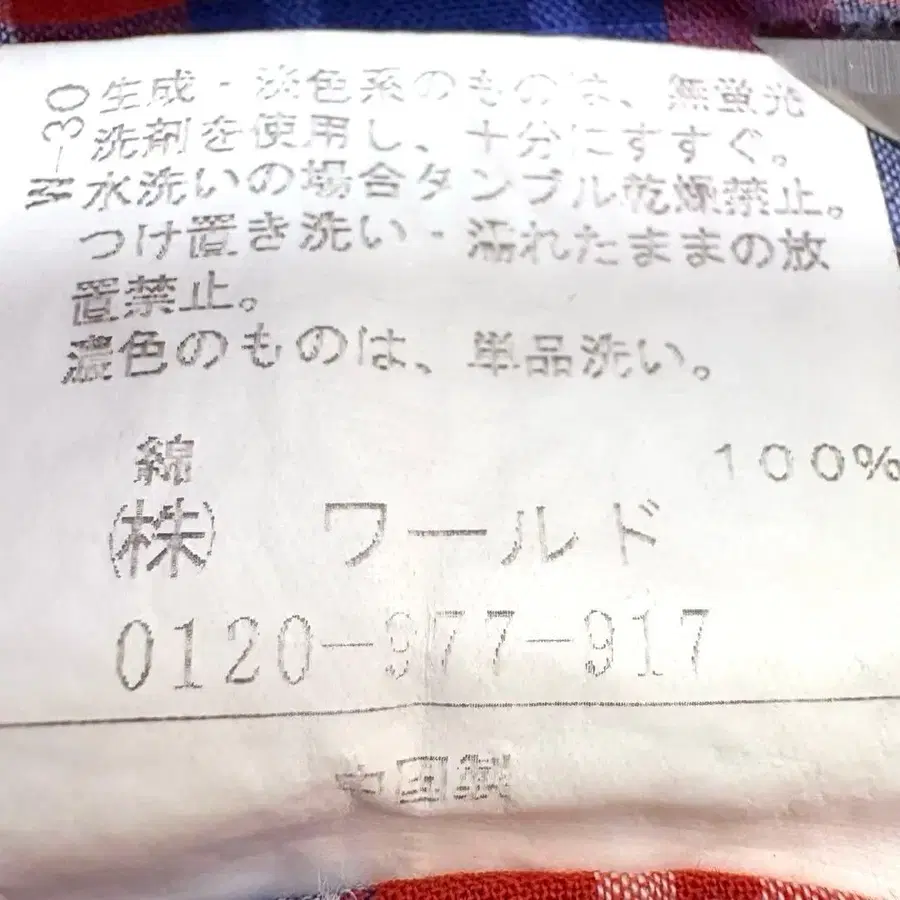 W-30
生成・淡色系のものは、無蛍光
洗剤を使用し、十分にすすぐ。
水洗いの場合タンブル乾燥禁止。
つけ置き洗い・濡れたままの放
置禁止。
濃色のものは、単品洗い。
綿 100%
(株) ワールド
0120-977-917
中国製